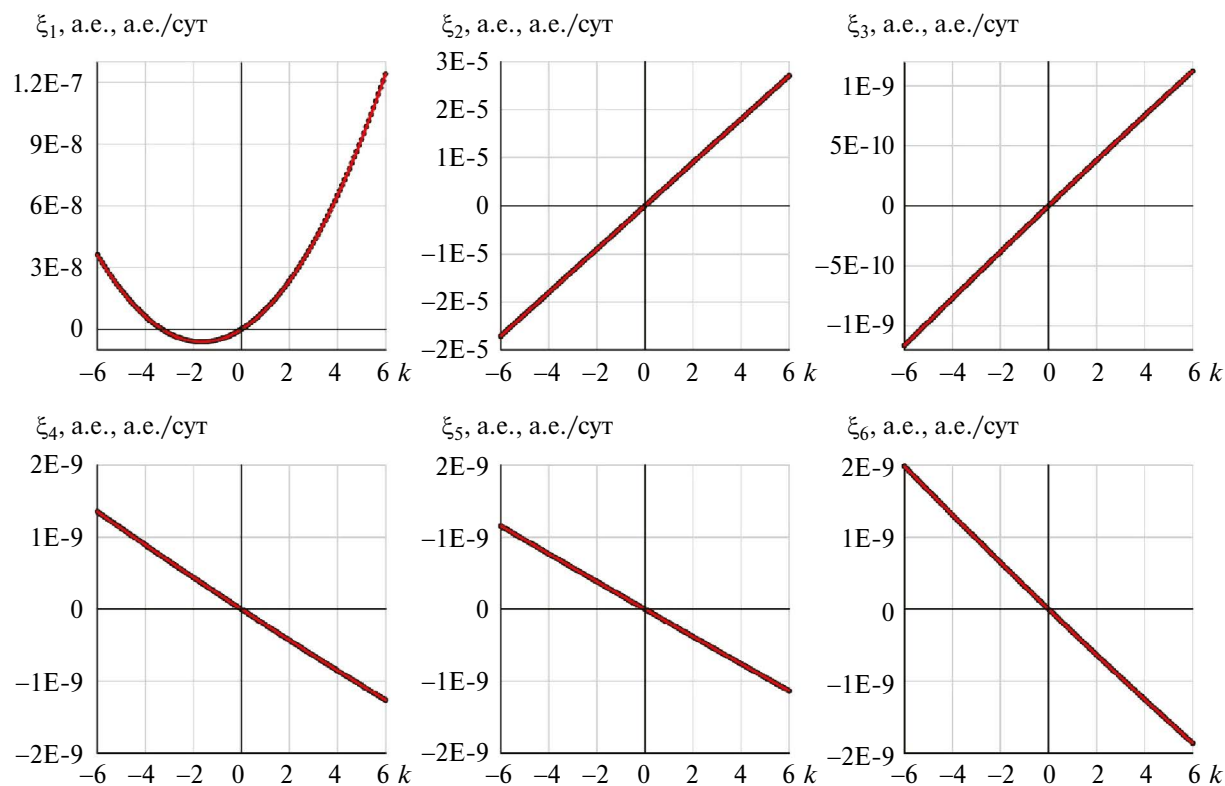 ξ1, а.е., а.е./сут
1.2E-7
9E-8
6E-8
3E-8
0
−6 −4 −2 0 2 4 6 k
ξ2, а.е., а.е./сут
3E-5
2E-5
1E-5
0
−1E-5
−2E-5
−2E-5
−6 −4 −2 0 2 4 6 k
ξ3, а.е., а.е./сут
1E-9
5E-10
0
−5E-10
−1E-9
−6 −4 −2 0 2 4 6 k
ξ4, а.е., а.е./сут
2E-9
1E-9
0
−1E-9
−2E-9
−6 −4 −2 0 2 4 6 k
ξ5, а.е., а.е./сут
2E-9
−1E-9
0
−1E-9
−2E-9
−6 −4 −2 0 2 4 6 k
ξ6, а.е., а.е./сут
2E-9
1E-9
0
−1E-9
−2E-9
−6 −4 −2 0 2 4 6 k